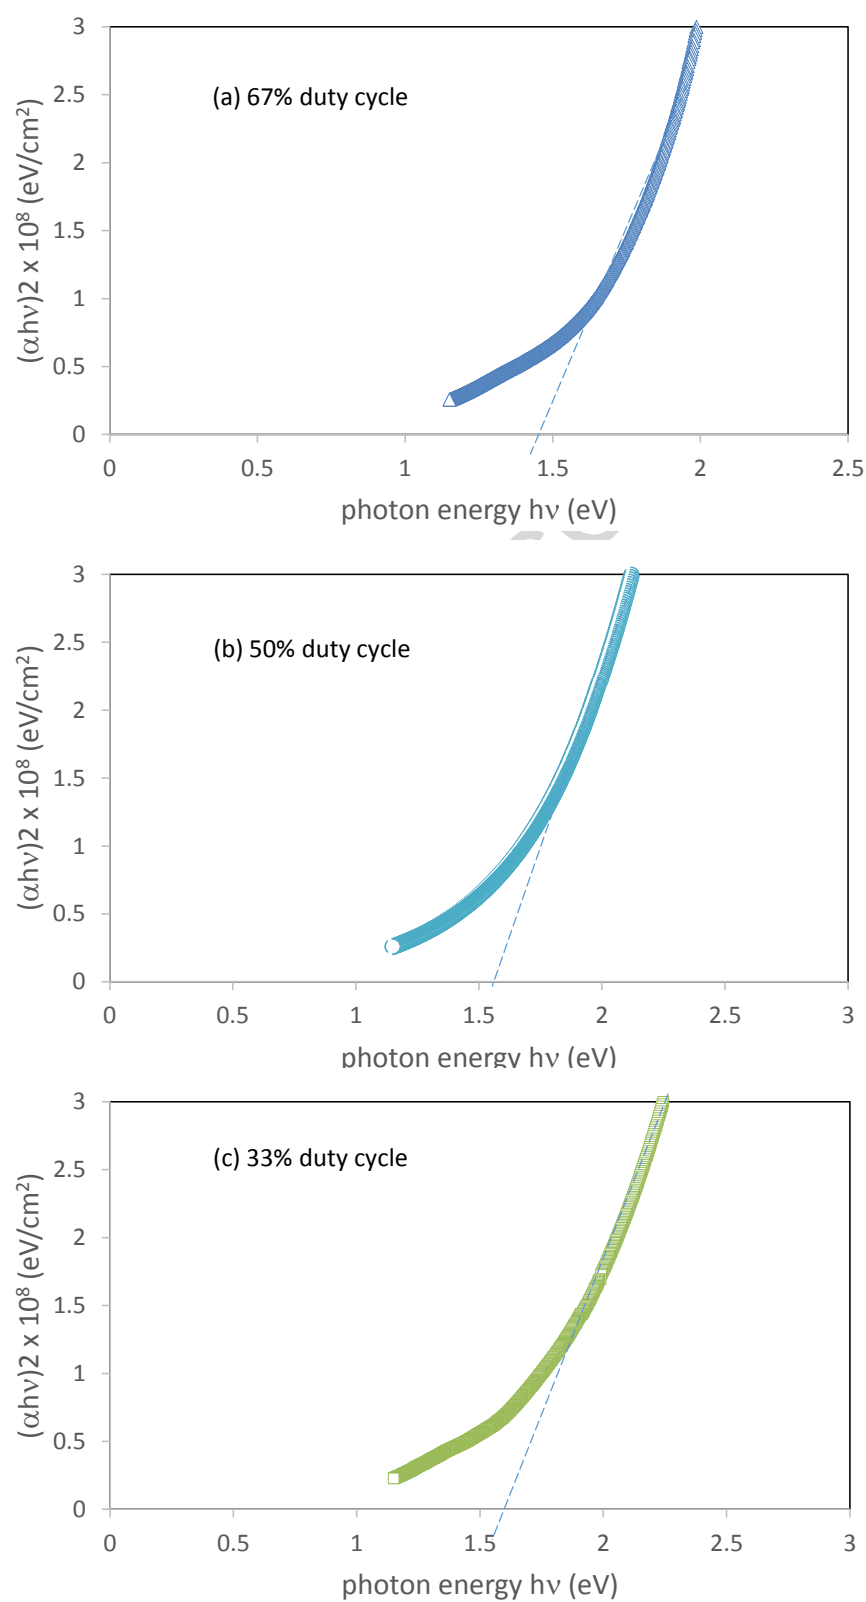 3
2.5
(a) 67% duty cycle
2
1.5
1
0.5
0
(αhν)2 x 10⁸ (eV/cm²)
0 0.5 1 1.5 2 2.5
photon energy hν (eV)
3
2.5
(b) 50% duty cycle
2
1.5
1
0.5
0
(αhν)2 x 10⁸ (eV/cm²)
0 0.5 1 1.5 2 2.5 3
photon energy hν (eV)
3
(c) 33% duty cycle
2.5
2
1.5
1
0.5
0
(αhν)2 x 10⁸ (eV/cm²)
0 0.5 1 1.5 2 2.5 3
photon energy hν (eV)